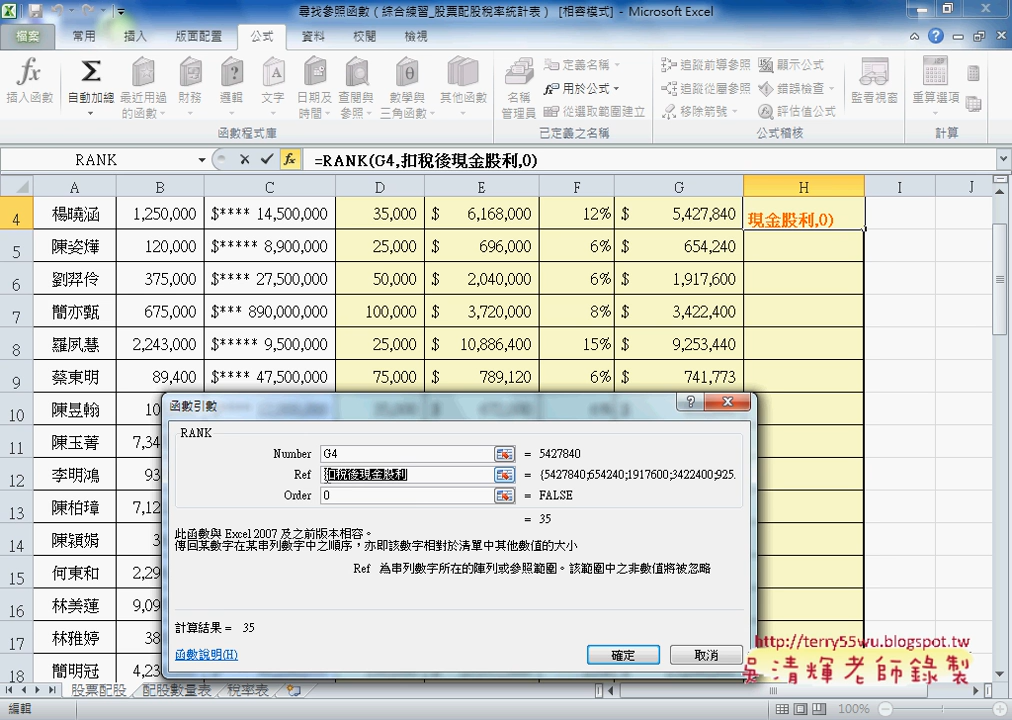 尋找參照函數（綜合練習_股票配股稅率統計表） [相容模式] - Microsoft Excel
檔案 常用 插入 版面配置 公式 資料 校閱 檢視
fx Σ ? A θ
插入函數 自動加總 最近用過的函數 財務 邏輯 文字 日期及時間 查閱與參照 數學與三角函數 其他函數 名稱管理員 定義名稱 用於公式 從選取範圍建立 追蹤前導參照 追蹤從屬參照 移除箭號 顯示公式 錯誤檢查 評估值公式 監看視窗 重算選項
函數程式庫 已定義之名稱 公式稽核 計算
RANK fx =RANK(G4,扣稅後現金股利,0)
A B C D E F G H I J
4 楊曉涵 1,250,000 $**** 14,500,000 35,000 $ 6,168,000 12% $ 5,427,840 現金股利,0)
5 陳姿燁 120,000 $***** 8,900,000 25,000 $ 696,000 6% $ 654,240
6 劉羿伶 375,000 $**** 27,500,000 50,000 $ 2,040,000 6% $ 1,917,600
7 簡亦甄 675,000 $*** 890,000,000 100,000 $ 3,720,000 8% $ 3,422,400
8 羅夙慧 2,243,000 $***** 9,500,000 25,000 $ 10,886,400 15% $ 9,253,440
9 蔡東明 89,400 $**** 47,500,000 75,000 $ 789,120 6% $ 741,773
10 陳昱翰 10
11 陳玉菁 7,34
12 李明鴻 93
13 陳柏瑋 7,12
14 陳穎娟 3
15 何東和 2,29
16 林美蓮 9,09
17 林雅婷 38
18 簡明冠 4,23
函數引數
RANK
Number G4 = 5427840
Ref 扣稅後現金股利 = {5427840;654240;1917600;3422400;925.
Order 0 = FALSE
= 35
此函數與 Excel 2007 及之前版本相容。
傳回某數字在某串列數字中之順序，亦即該數字相對於清單中其他數值的大小
Ref 為串列數字所在的陣列或參照範圍。該範圍中之非數值將被忽略
計算結果 = 35
函數說明(H) 確定 取消
http://terry55wu.blogspot.tw
吳清輝老師錄製
股票配股 配股數量表 稅率表
編輯 100%